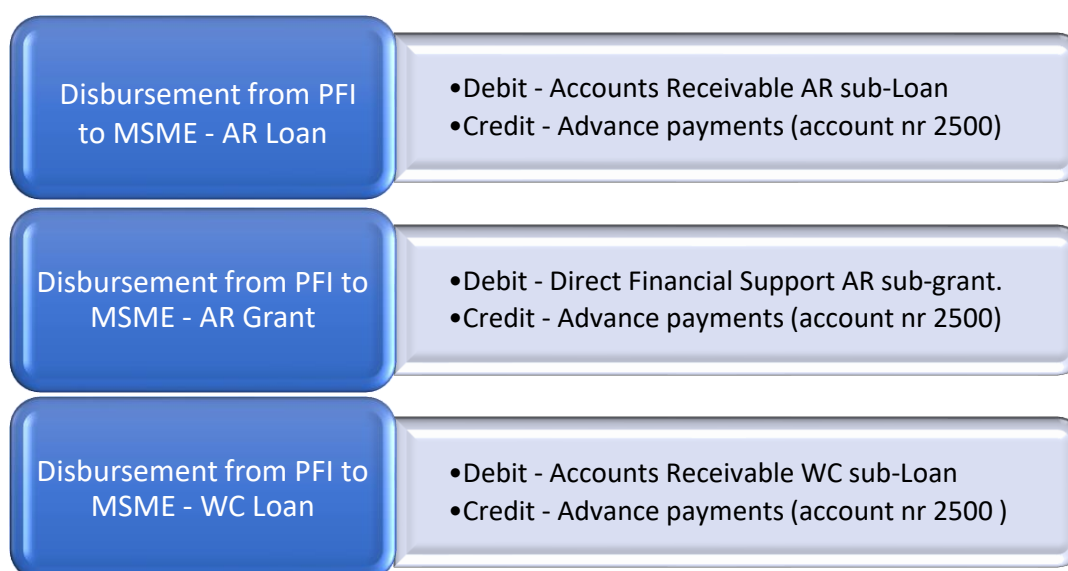 Disbursement from PFI
to MSME - AR Loan
•Debit - Accounts Receivable AR sub-Loan
•Credit - Advance payments (account nr 2500)
Disbursement from PFI to
MSME - AR Grant
•Debit - Direct Financial Support AR sub-grant.
•Credit - Advance payments (account nr 2500)
Disbursement from PFI to
MSME - WC Loan
•Debit - Accounts Receivable WC sub-Loan
•Credit - Advance payments (account nr 2500 )